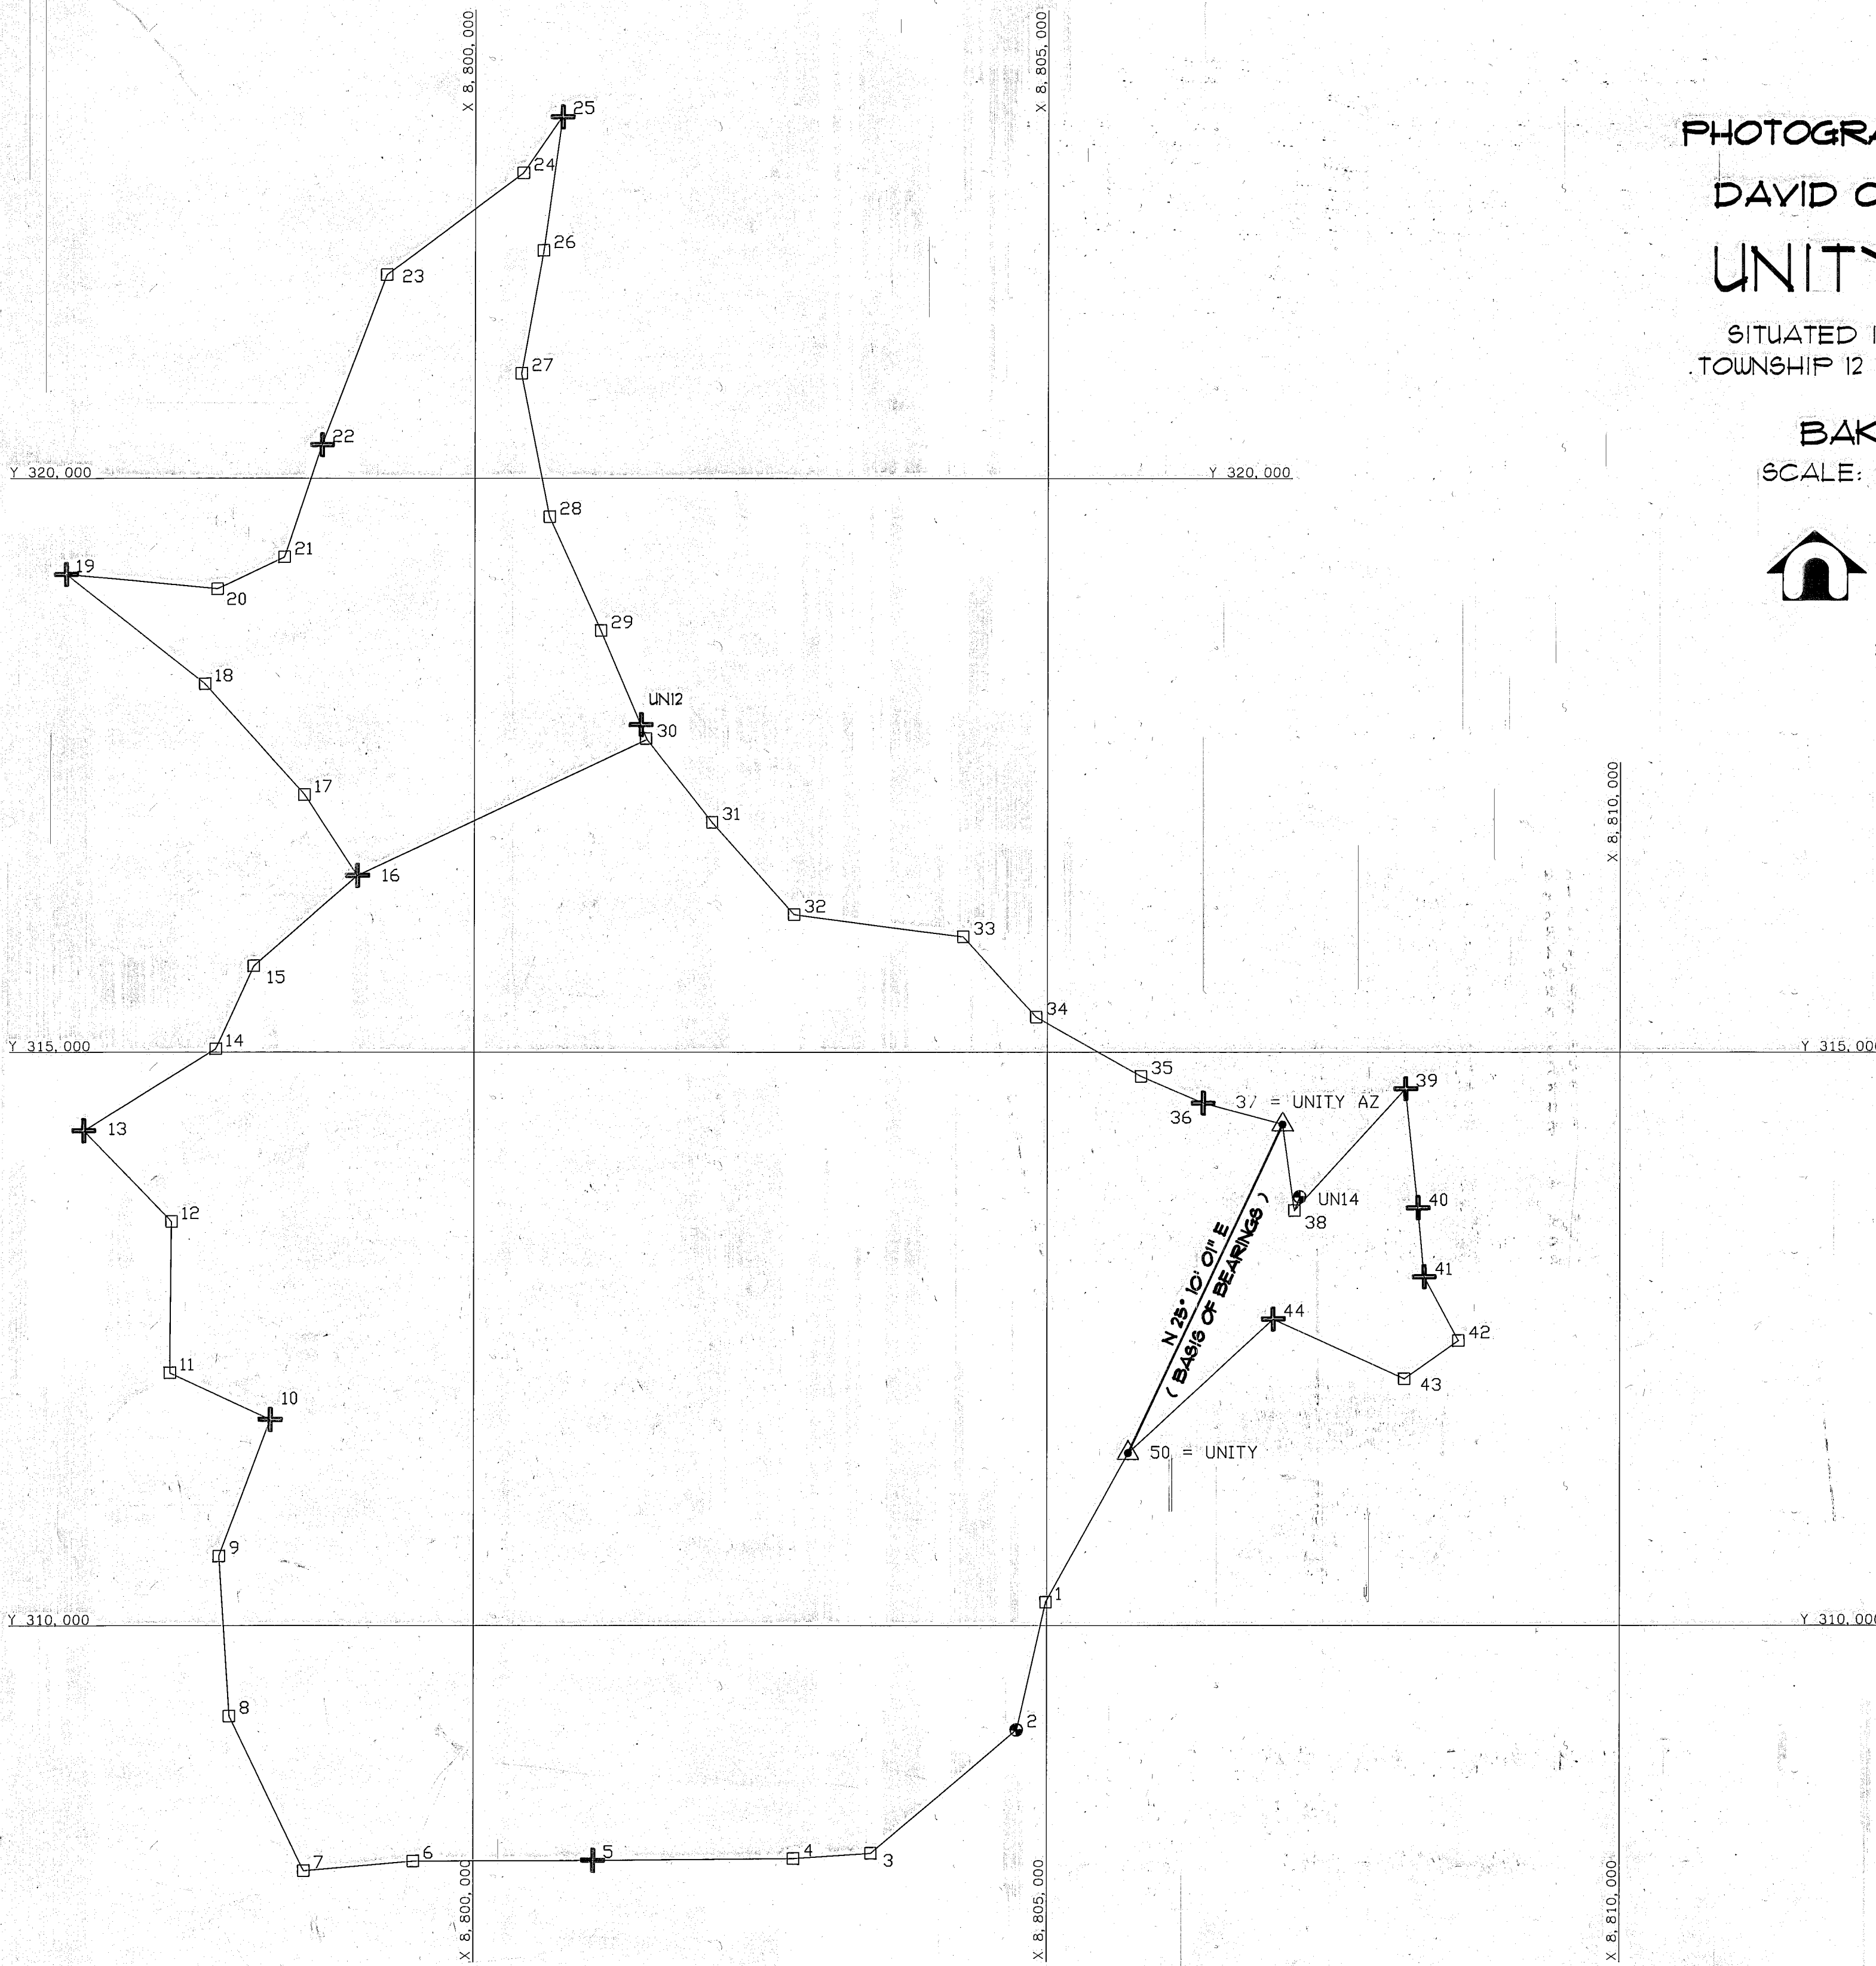 X 8,800,000
X 8,805,000
PHOTOGRA
DAVID
UNITY
SITUATED
TOWNSHIP 12
BAK
SCALE:
25
24
26
23
27
22
Y 320,000
Y 320,000
28
21
19
20
29
18
UN12
30
17
31
X 8,810,000
16
32
33
15
34
14
Y 315,000
Y 315,000
35
39
37 = UNITY AZ
36
13
UN14
40
38
12
41
N 25° 10' 01" E
( BASIS OF BEARINGS )
44
42
11
43
10
50 = UNITY
9
1
Y 310,000
Y 310,000
8
2
7
6
5
4
3
X 8,800,000
X 8,805,000
X 8,810,000